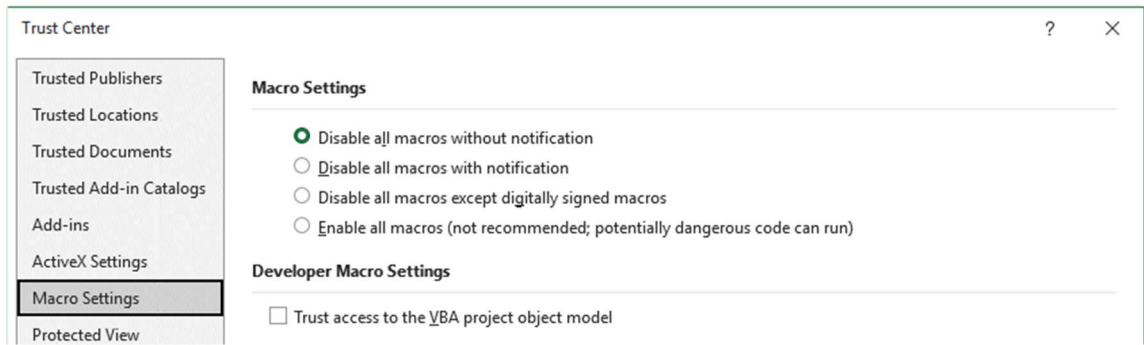 Trust Center ?
Trusted Publishers
Trusted Locations
Trusted Documents
Trusted Add-in Catalogs
Add-ins
ActiveX Settings
Macro Settings
Protected View
Macro Settings
Disable all macros without notification
Disable all macros with notification
Disable all macros except digitally signed macros
Enable all macros (not recommended; potentially dangerous code can run)
Developer Macro Settings
Trust access to the VBA project object model